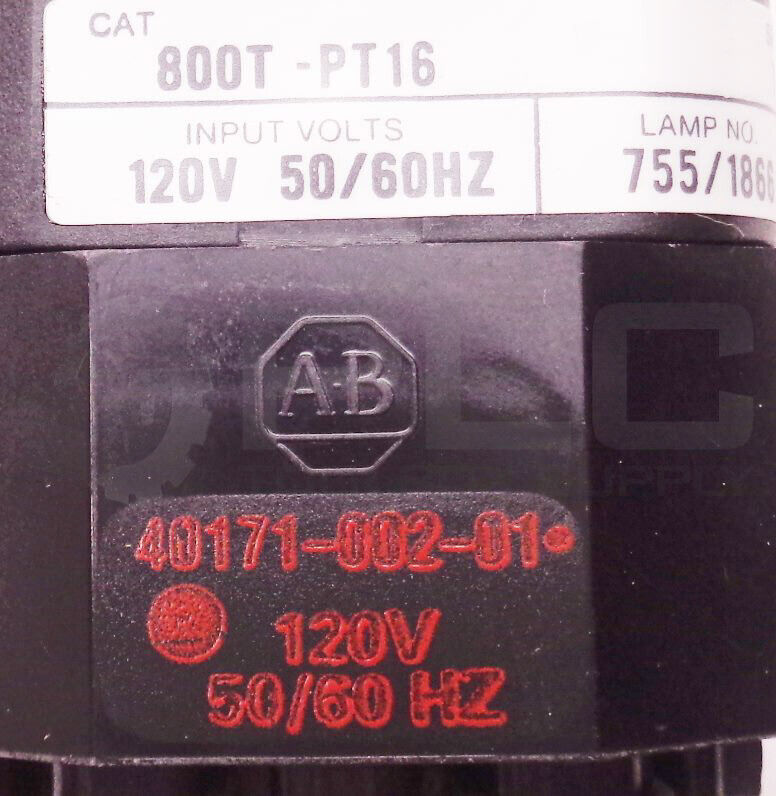 CAT
800T -PT16
INPUT VOLTS
LAMP NO.
120V 50/60HZ
755/1866
A-B
40171-002-01
120V
50/60 HZ